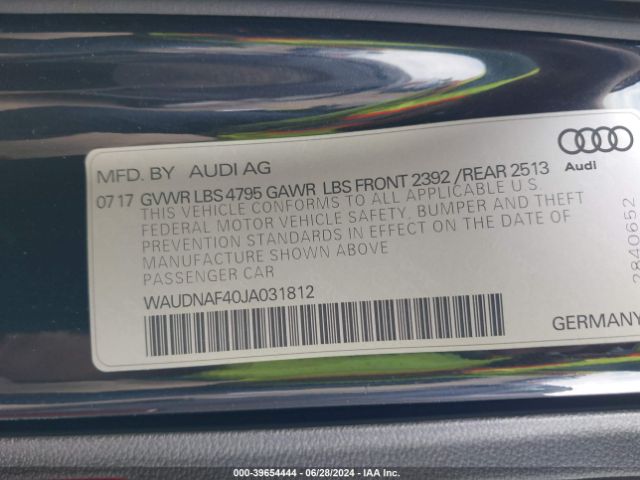 MFD. BY AUDI AG
Audi
07 17 GVWR LBS 4795 GAWR LBS FRONT 2392 /REAR 2513
THIS VEHICLE CONFORMS TO ALL APPLICABLE U.S.
FEDERAL MOTOR VEHICLE SAFETY, BUMPER AND THEFT
PREVENTION STANDARDS IN EFFECT ON THE DATE OF
MANUFACTURE SHOWN ABOVE
PASSENGER CAR
WAUDNAF40JA031812
2840652
GERMANY
000-39654444 / 06/28/2024 / IAAI.COM